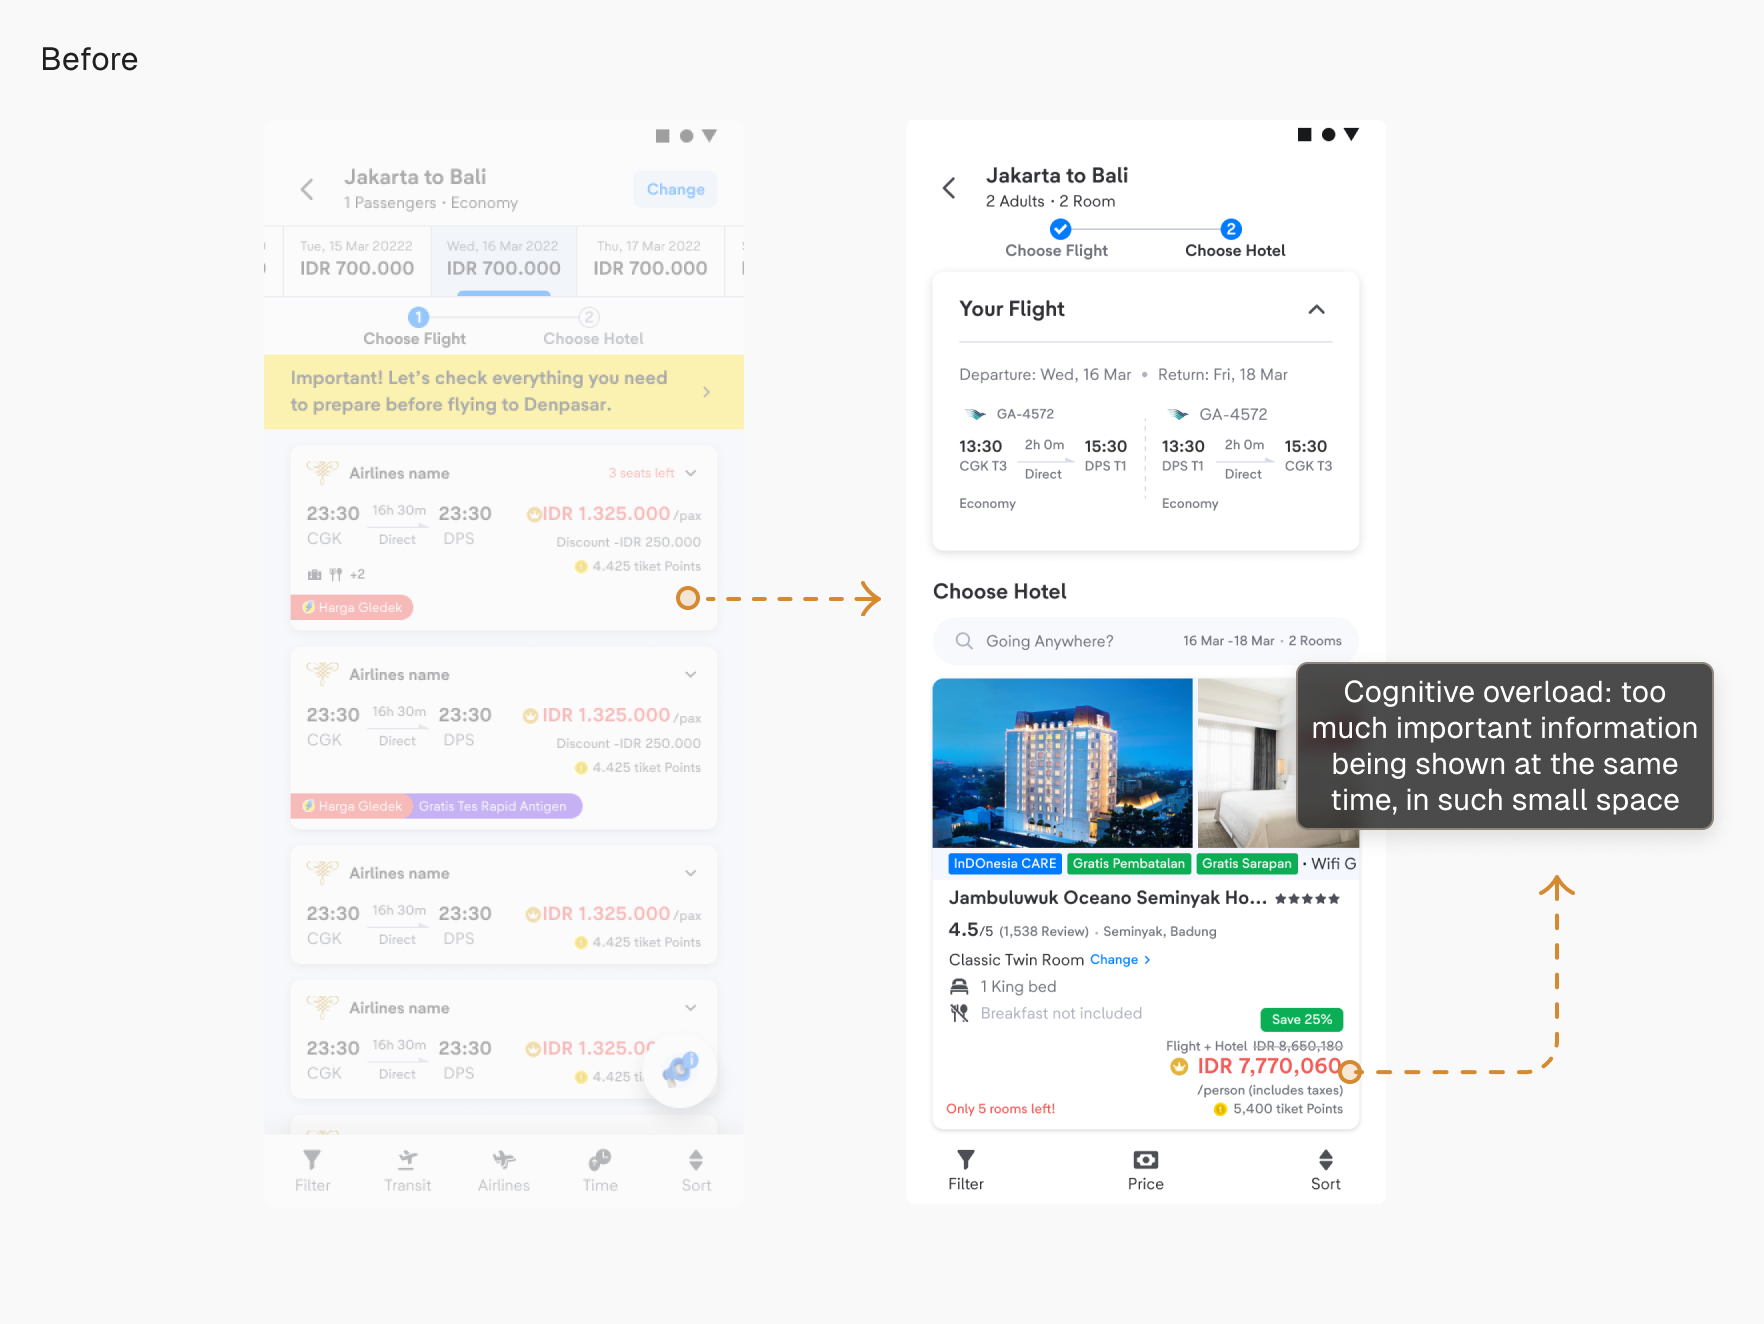 Before
Jakarta to Bali
1 Passengers • Economy
Change
Tue, 15 Mar 20222
IDR 700.000
Wed, 16 Mar 2022
IDR 700.000
Thu, 17 Mar 2022
IDR 700.000
1
2
Choose Flight
Choose Hotel
Important! Let's check everything you need
to prepare before flying to Denpasar.
Airlines name
3 seats left
23:30
16h 30m
23:30
IDR 1.325.000 /pax
CGK
Direct
DPS
Discount -IDR 250.000
4.425 tiket Points
+2
Harga Gledek
Airlines name
23:30
16h 30m
23:30
IDR 1.325.000 /pax
CGK
Direct
DPS
Discount -IDR 250.000
4.425 tiket Points
Harga Gledek
Gratis Tes Rapid Antigen
Airlines name
23:30
16h 30m
23:30
IDR 1.325.000 /pax
CGK
Direct
DPS
4.425 tiket Points
Airlines name
23:30
16h 30m
23:30
IDR 1.325.00
CGK
Direct
DPS
4.425 ti
Filter
Transit
Airlines
Time
Sort
Jakarta to Bali
2 Adults • 2 Room
2
Choose Flight
Choose Hotel
Your Flight
Departure: Wed, 16 Mar • Return: Fri, 18 Mar
GA-4572
13:30
2h 0m
15:30
CGK T3
Direct
DPS T1
Economy
GA-4572
13:30
2h 0m
15:30
DPS T1
Direct
CGK T3
Economy
Choose Hotel
Going Anywhere?
16 Mar -18 Mar • 2 Rooms
InDOnesia CARE
Gratis Pembatalan
Gratis Sarapan
• Wifi G
Jambuluwuk Oceano Seminyak Ho... ★★★★★
4.5/5 (1,538 Review) • Seminyak, Badung
Classic Twin Room Change >
1 King bed
Breakfast not included
Save 25%
Flight + Hotel IDR 8,650,180
IDR 7,770,060
/person (includes taxes)
Only 5 rooms left!
5,400 tiket Points
Filter
Price
Sort
Cognitive overload: too
much important information
being shown at the same
time, in such small space